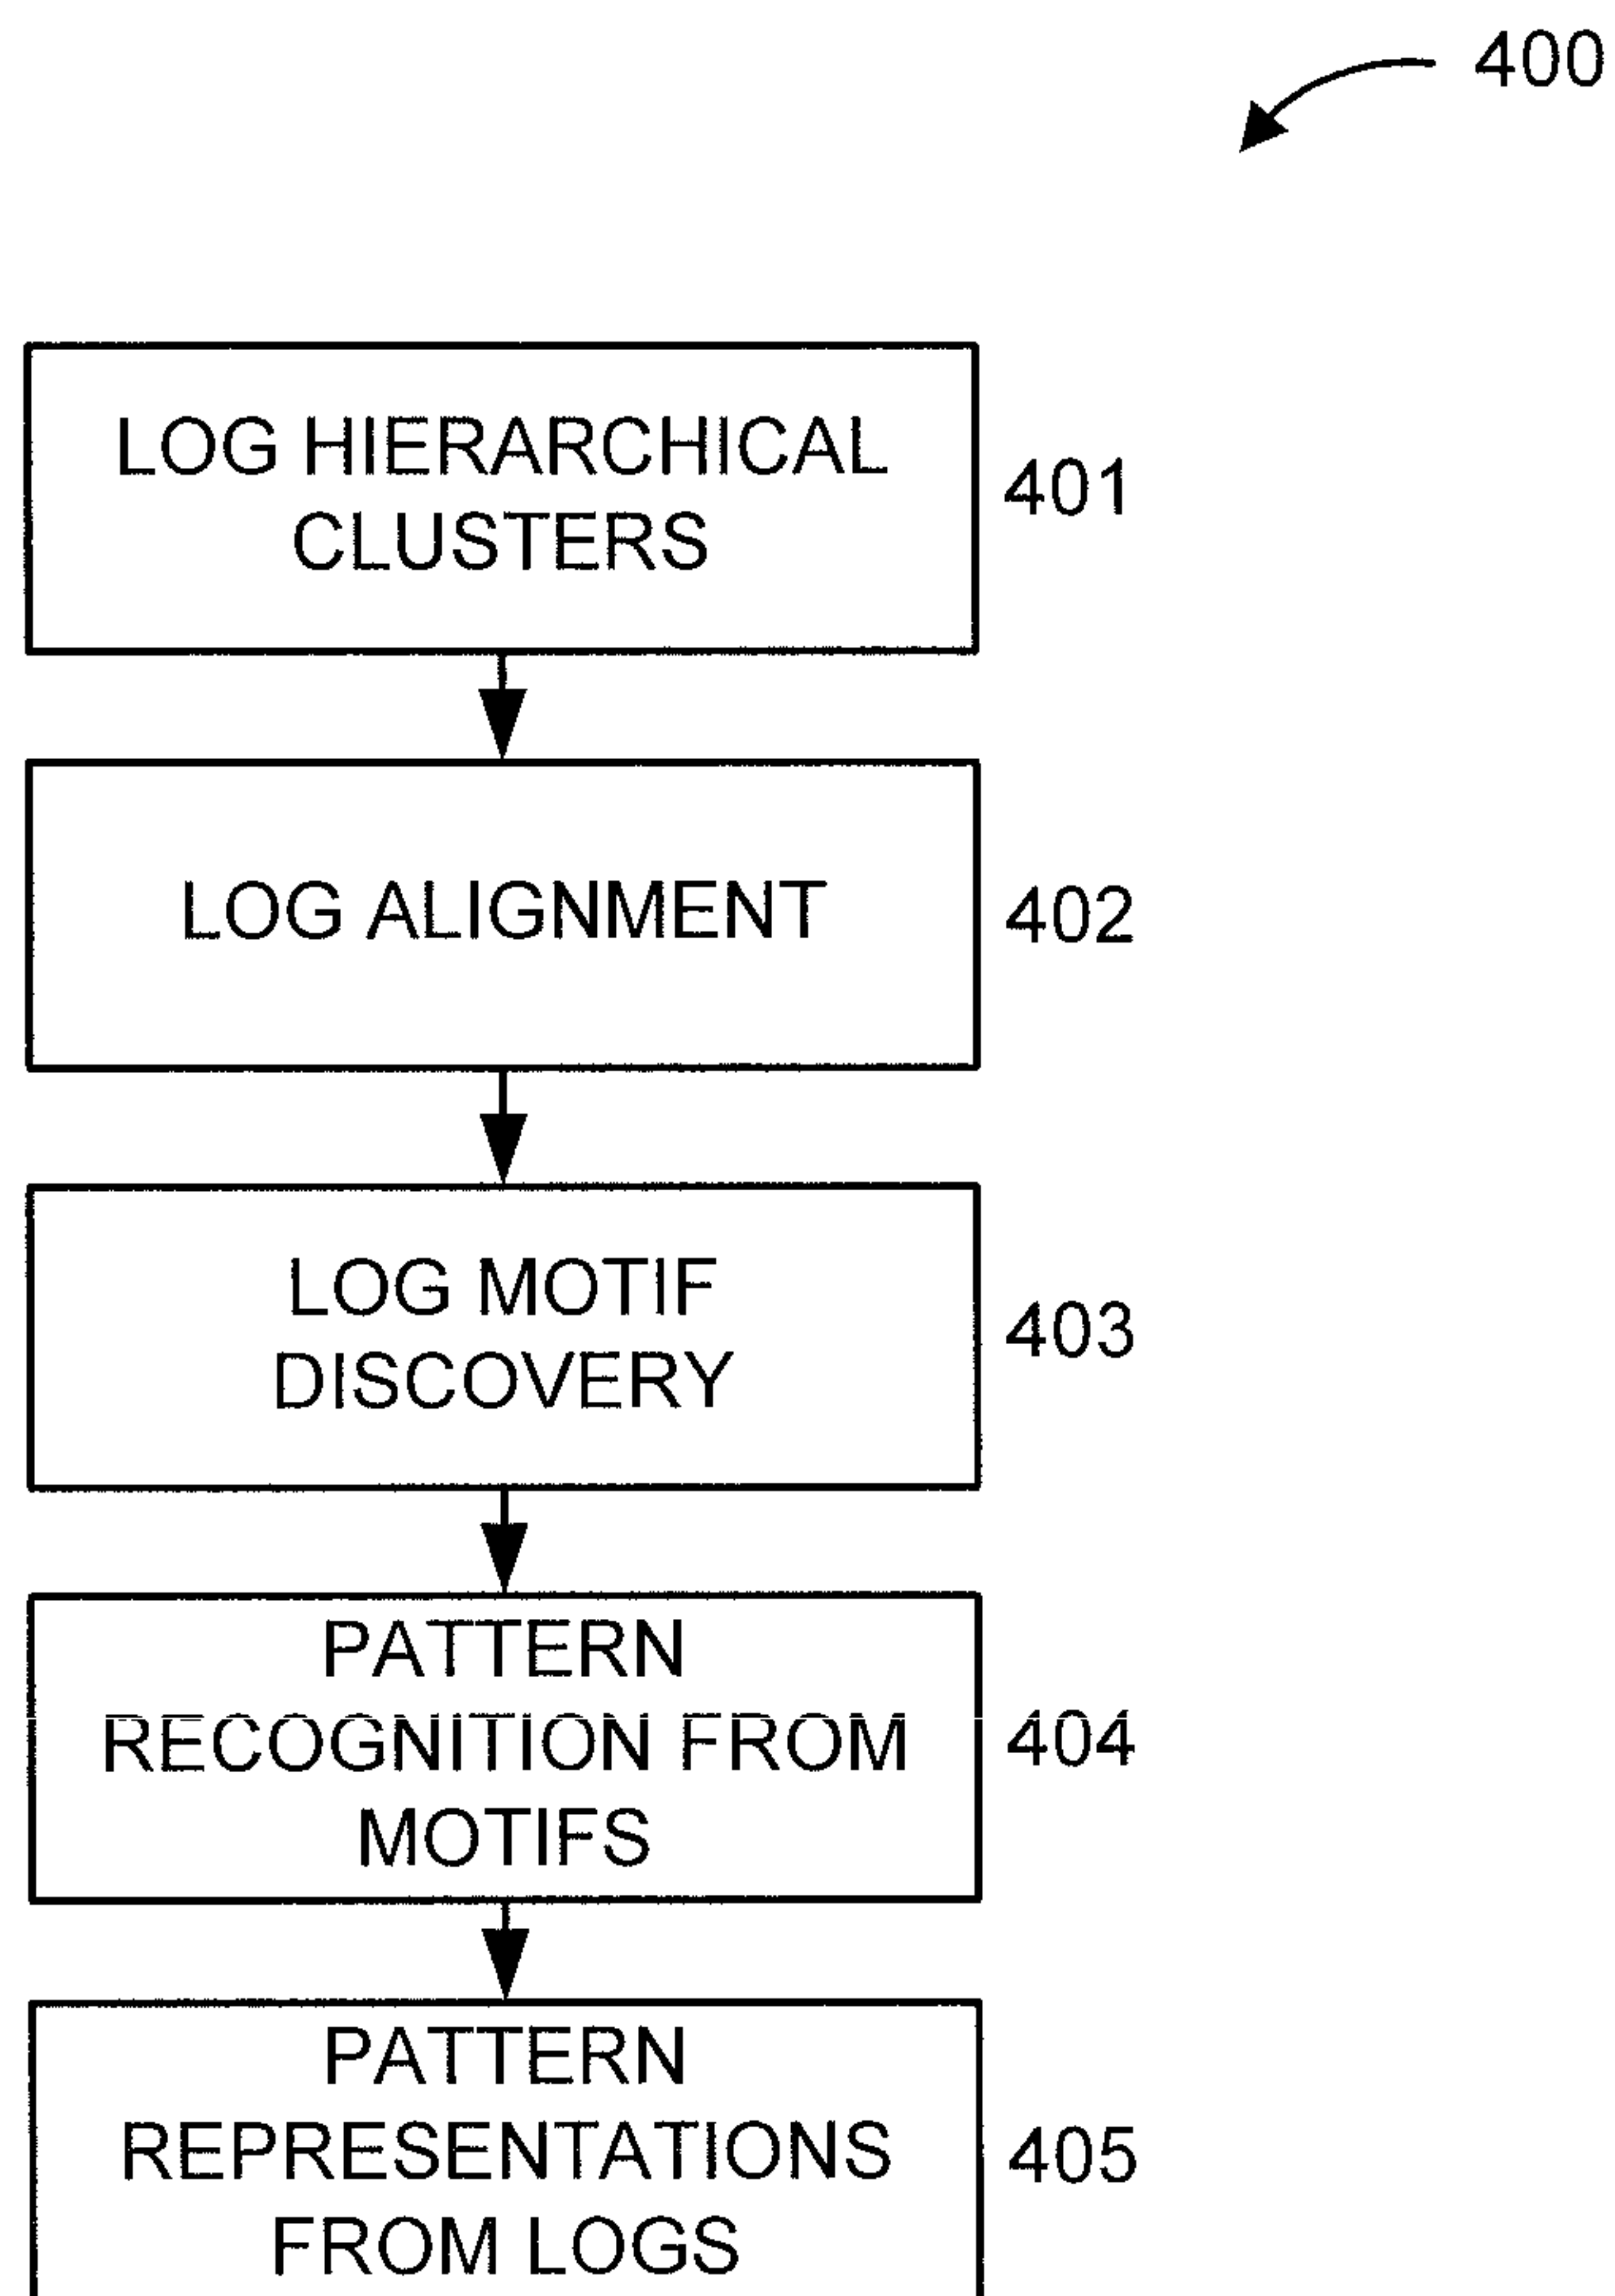 400
LOG HIERARCHICAL
CLUSTERS
401
LOG ALIGNMENT
402
LOG MOTIF
DISCOVERY
403
PATTERN
RECOGNITION FROM
MOTIFS
404
PATTERN
REPRESENTATIONS
FROM LOGS
405